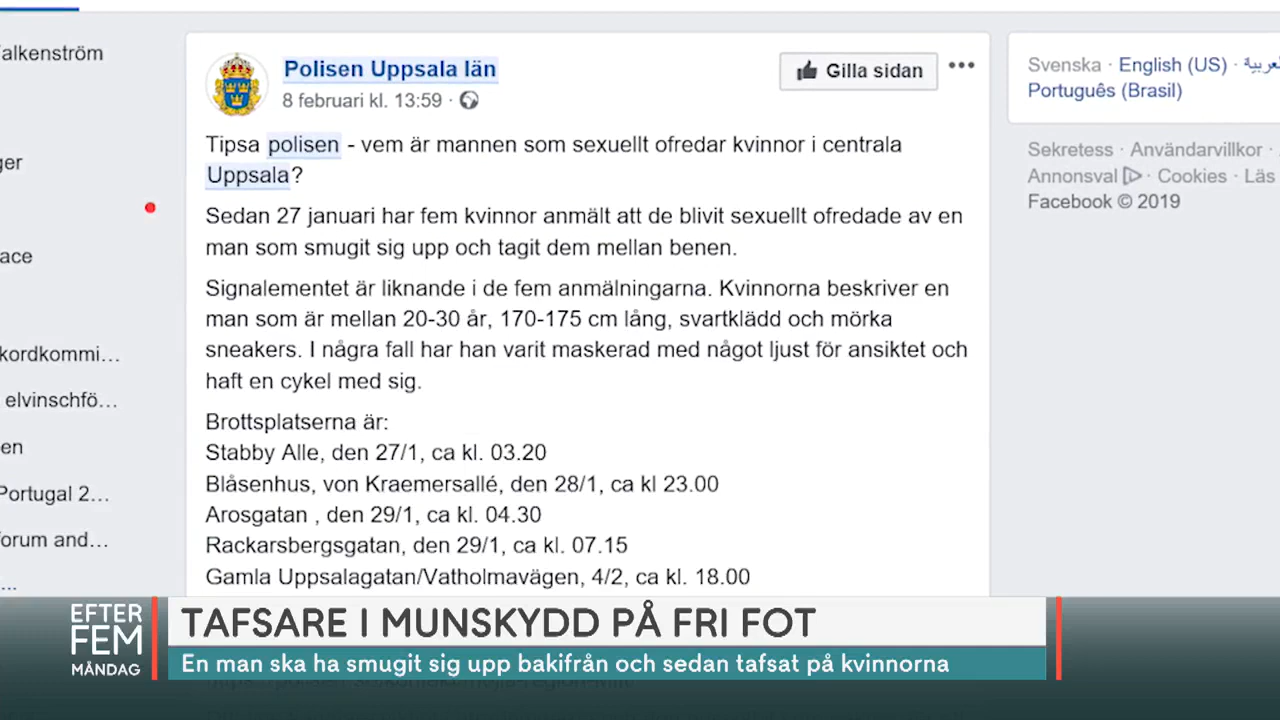 alkenström
ger
ace
kordkommi...
elvinschfö...
en
Portugal 2...
orum and...
...
Polisen Uppsala län
8 februari kl. 13:59 ·
Gilla sidan
Tipsa polisen - vem är mannen som sexuellt ofredar kvinnor i centrala
Uppsala?
Sedan 27 januari har fem kvinnor anmält att de blivit sexuellt ofredade av en
man som smugit sig upp och tagit dem mellan benen.
Signalementet är liknande i de fem anmälningarna. Kvinnorna beskriver en
man som är mellan 20-30 år, 170-175 cm lång, svartklädd och mörka
sneakers. I några fall har han varit maskerad med något ljust för ansiktet och
haft en cykel med sig.
Brottsplatserna är:
Stabby Alle, den 27/1, ca kl. 03.20
Blåsenhus, von Kraemersallé, den 28/1, ca kl 23.00
Arosgatan , den 29/1, ca kl. 04.30
Rackarsbergsgatan, den 29/1, ca kl. 07.15
Gamla Uppsalagatan/Vatholmavägen, 4/2, ca kl. 18.00
Svenska · English (US) · العربية
Português (Brasil)
Sekretess · Användarvillkor ·
Annonsval · Cookies · Läs
Facebook © 2019
EFTER
FEM
MÅNDAG
TAFSARE I MUNSKYDD PÅ FRI FOT
En man ska ha smugit sig upp bakifrån och sedan tafsat på kvinnorna